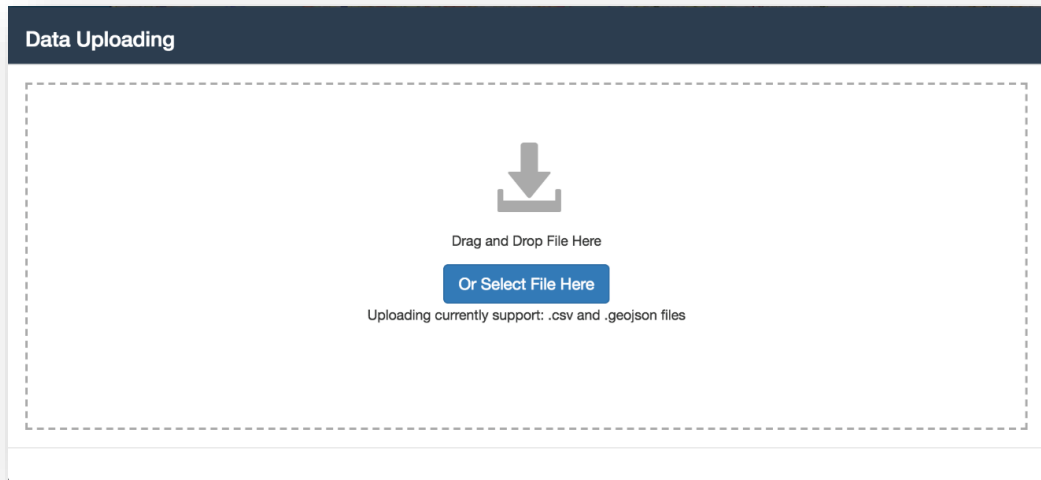 Data Uploading
Drag and Drop File Here
Or Select File Here
Uploading currently support: .csv and .geojson files